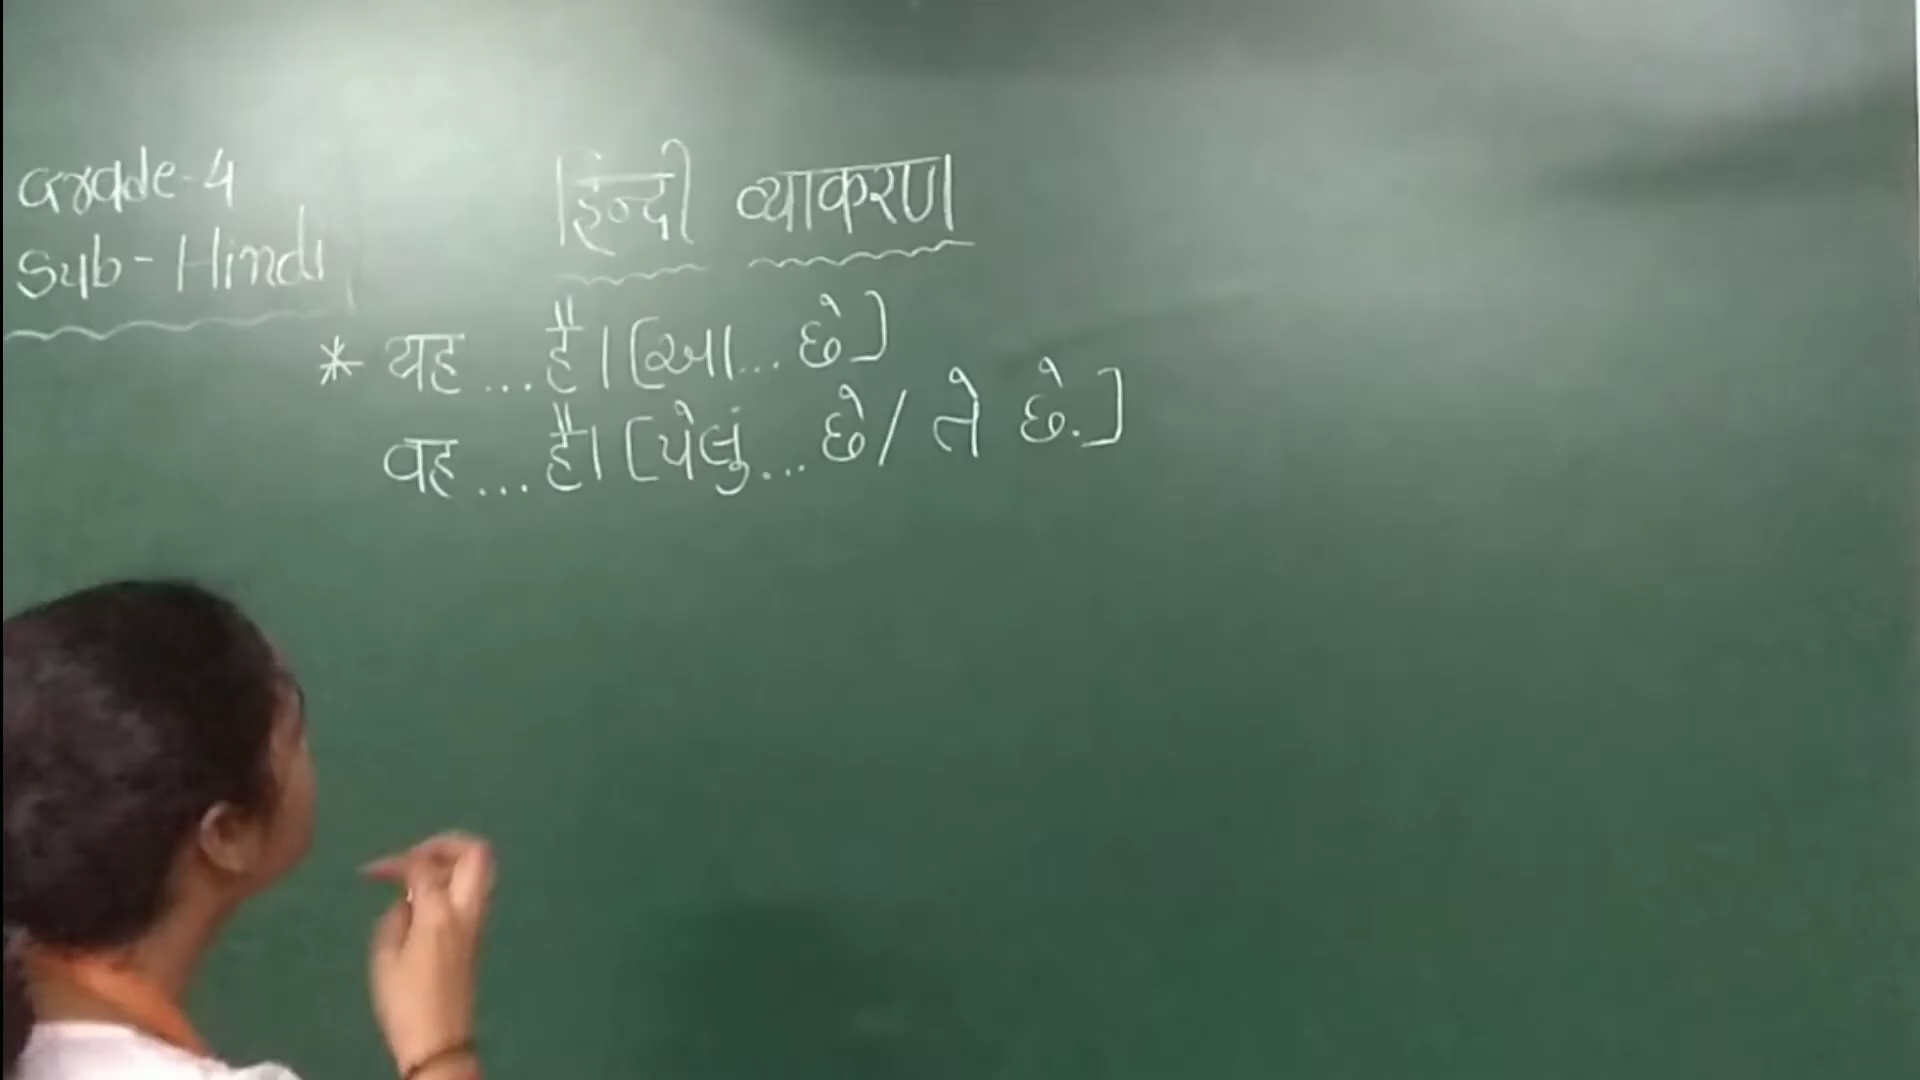 Grade-4
Sub-Hindi
हिन्दी व्याकरण
* यह ... है। [આ... છે]
वह ... है। [પેલું... છે/ તે છે.]